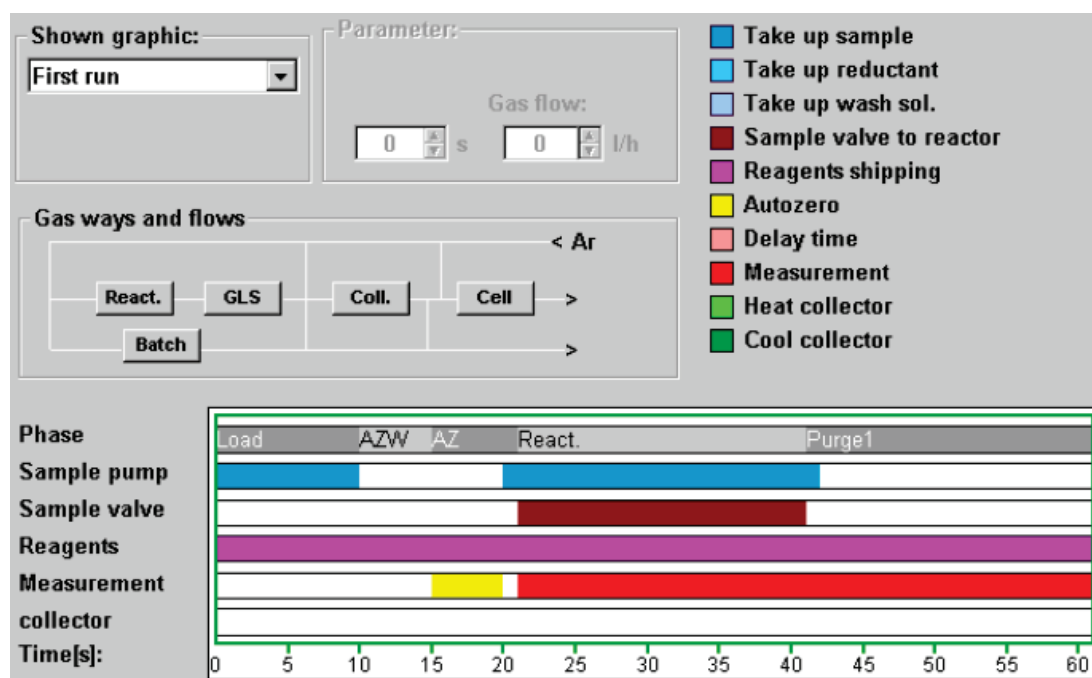 Shown graphic:
First run
Parameter:
Gas flow:
0 s 0 l/h
Take up sample
Take up reductant
Take up wash sol.
Sample valve to reactor
Reagents shipping
Autozero
Delay time
Measurement
Heat collector
Cool collector
Gas ways and flows
< Ar
React. GLS Coll. Cell >
Batch >
Phase Load AZW AZ React. Purge1
Sample pump
Sample valve
Reagents
Measurement
collector
Time[s]: 0 5 10 15 20 25 30 35 40 45 50 55 60